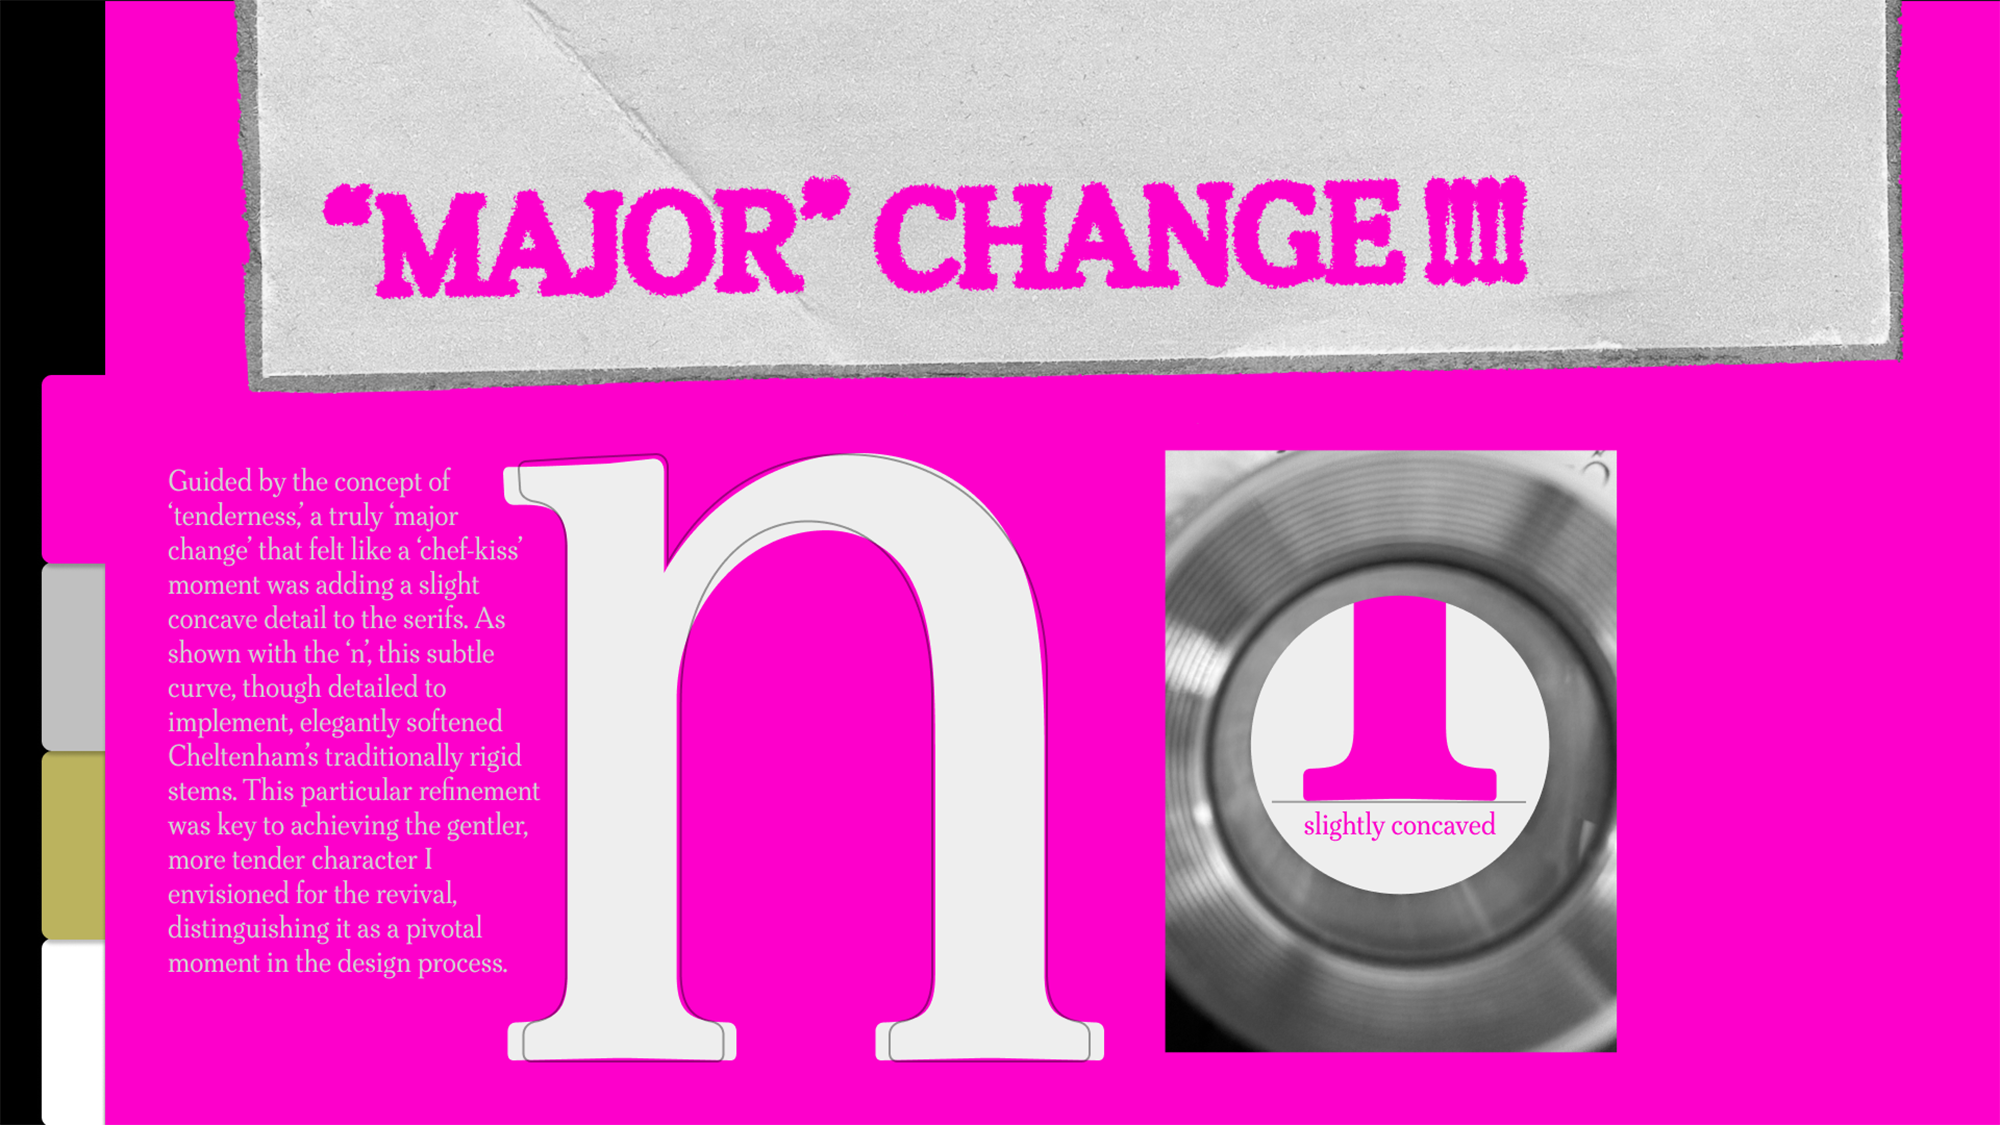 “MAJOR” CHANGE !!!!
Guided by the concept of
‘tenderness,’ a truly ‘major
change’ that felt like a ‘chef-kiss’
moment was adding a slight
concave detail to the serifs. As
shown with the ‘n’, this subtle
curve, though detailed to
implement, elegantly softened
Cheltenham’s traditionally rigid
stems. This particular refinement
was key to achieving the gentler,
more tender character I
envisioned for the revival,
distinguishing it as a pivotal
moment in the design process.
n
slightly concaved